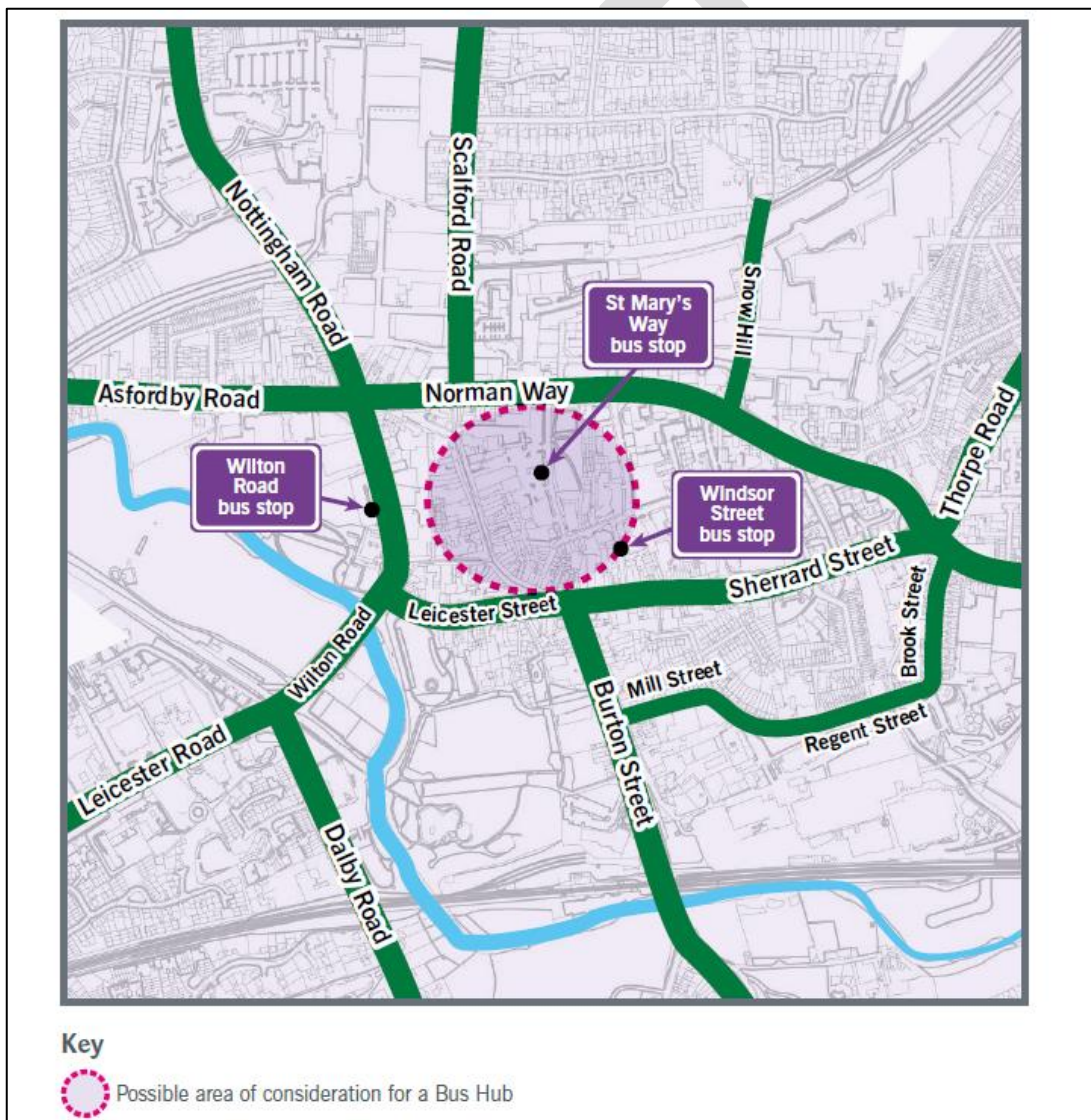 Scalford Road
Nottingham Road
Snow Hill
St Mary's
Way
bus stop
Thorpe Road
Asfordby Road
Norman Way
Wilton
Road
bus stop
Windsor
Street
bus stop
Sherrard Street
Leicester Street
Brook Street
Wilton Road
Mill Street
Regent Street
Burton Street
Leicester Road
Dalby Road
Key
Possible area of consideration for a Bus Hub